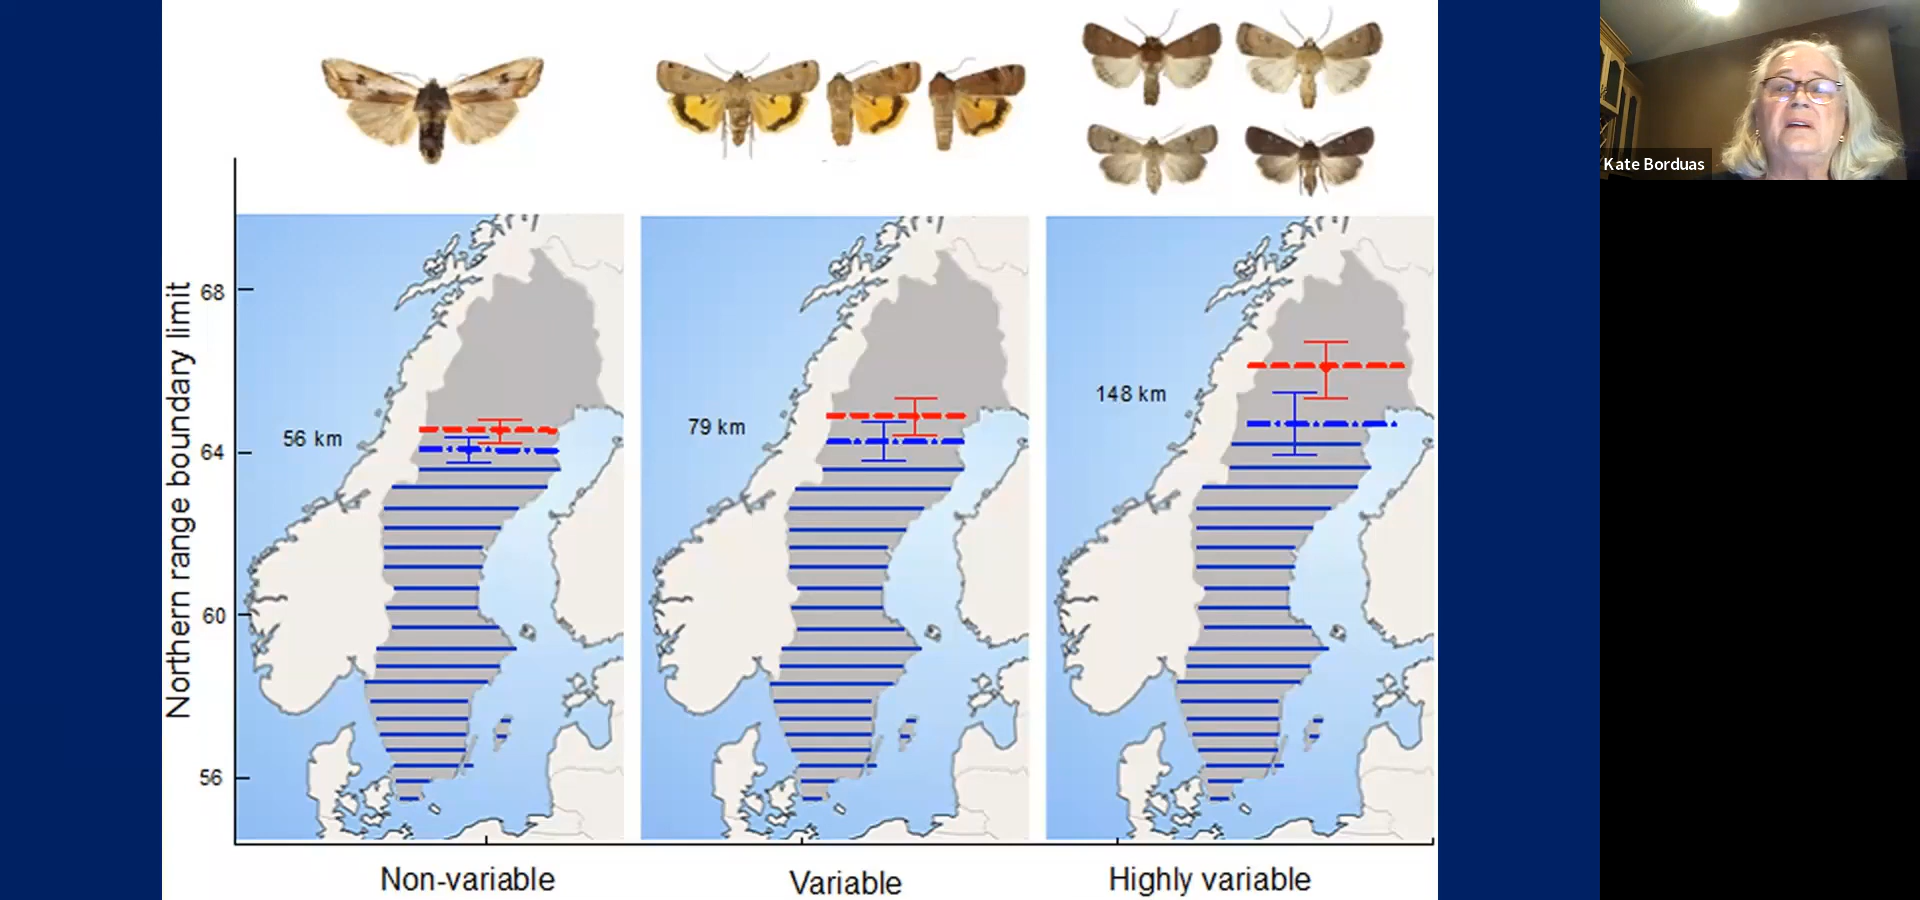 Kate Borduas
Northern range boundary limit
68
64
60
56
56 km
79 km
148 km
Non-variable
Variable
Highly variable